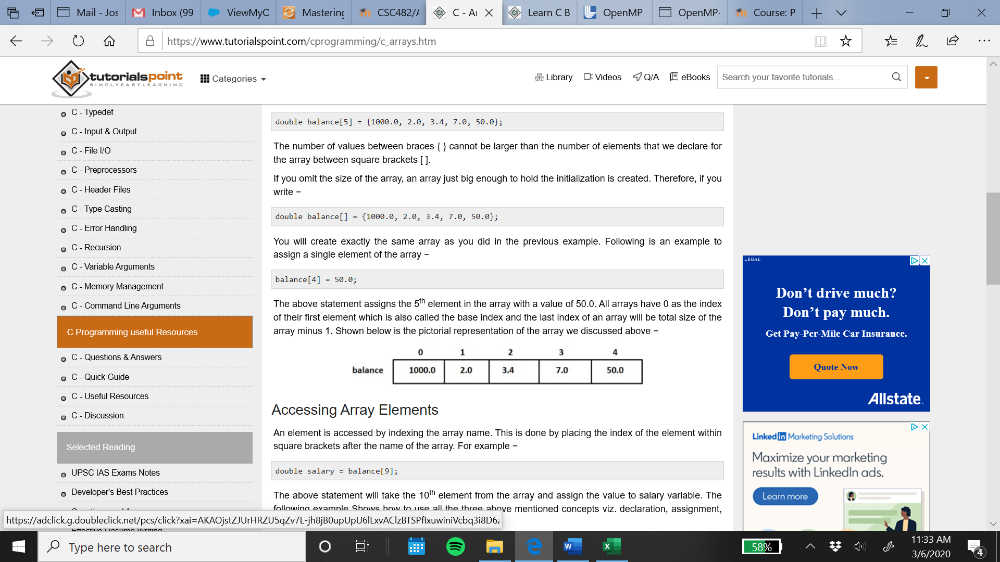 Mail - Jos
Inbox (99
ViewMyC
Mastering
CSC482/A
C - Ar
Learn C B
OpenMP
OpenMP-
Course: P
https://www.tutorialspoint.com/cprogramming/c_arrays.htm
tutorialspoint
SIMPLYEASYLEARNING
Categories
Library
Videos
Q/A
eBooks
Search your favorite tutorials...
C - Typedef
C - Input & Output
C - File I/O
C - Preprocessors
C - Header Files
C - Type Casting
C - Error Handling
C - Recursion
C - Variable Arguments
C - Memory Management
C - Command Line Arguments
C Programming useful Resources
C - Questions & Answers
C - Quick Guide
C - Useful Resources
C - Discussion
Selected Reading
UPSC IAS Exams Notes
Developer's Best Practices
Effective Resume Writing
double balance[5] = {1000.0, 2.0, 3.4, 7.0, 50.0};
The number of values between braces { } cannot be larger than the number of elements that we declare for
the array between square brackets [ ].
If you omit the size of the array, an array just big enough to hold the initialization is created. Therefore, if you
write −
double balance[] = {1000.0, 2.0, 3.4, 7.0, 50.0};
You will create exactly the same array as you did in the previous example. Following is an example to
assign a single element of the array −
balance[4] = 50.0;
The above statement assigns the 5th element in the array with a value of 50.0. All arrays have 0 as the index
of their first element which is also called the base index and the last index of an array will be total size of the
array minus 1. Shown below is the pictorial representation of the array we discussed above −
0 1 2 3 4
balance 1000.0 2.0 3.4 7.0 50.0
Accessing Array Elements
An element is accessed by indexing the array name. This is done by placing the index of the element within
square brackets after the name of the array. For example −
double salary = balance[9];
The above statement will take the 10th element from the array and assign the value to salary variable. The
following example Shows how to use all the three above mentioned concepts viz. declaration, assignment,
LEGAL
Don't drive much?
Don't pay much.
Get Pay-Per-Mile Car Insurance.
Quote Now
Allstate
Linked in Marketing Solutions
Maximize your marketing
results with LinkedIn ads.
Learn more
Type here to search
58%
11:33 AM
3/6/2020
4